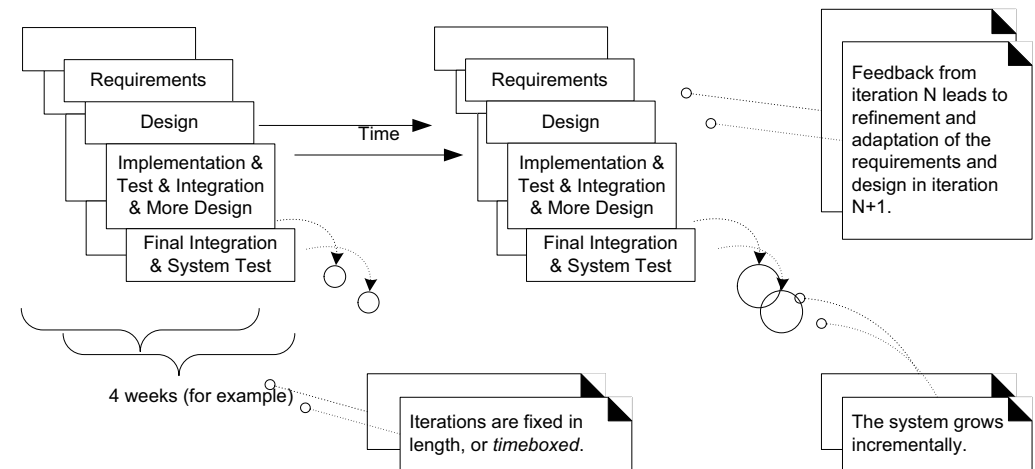 Requirements
Design
Implementation &
Test & Integration
& More Design
Final Integration
& System Test
Time
Requirements
Design
Implementation &
Test & Integration
& More Design
Final Integration
& System Test
Feedback from
iteration N leads to
refinement and
adaptation of the
requirements and
design in iteration
N+1.
4 weeks (for example)
Iterations are fixed in
length, or timeboxed.
The system grows
incrementally.